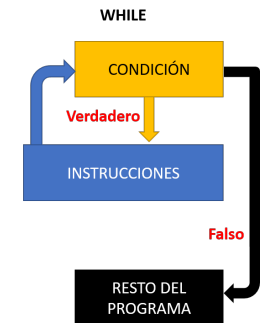 WHILE
CONDICIÓN
Verdadero
INSTRUCCIONES
Falso
RESTO DEL
PROGRAMA